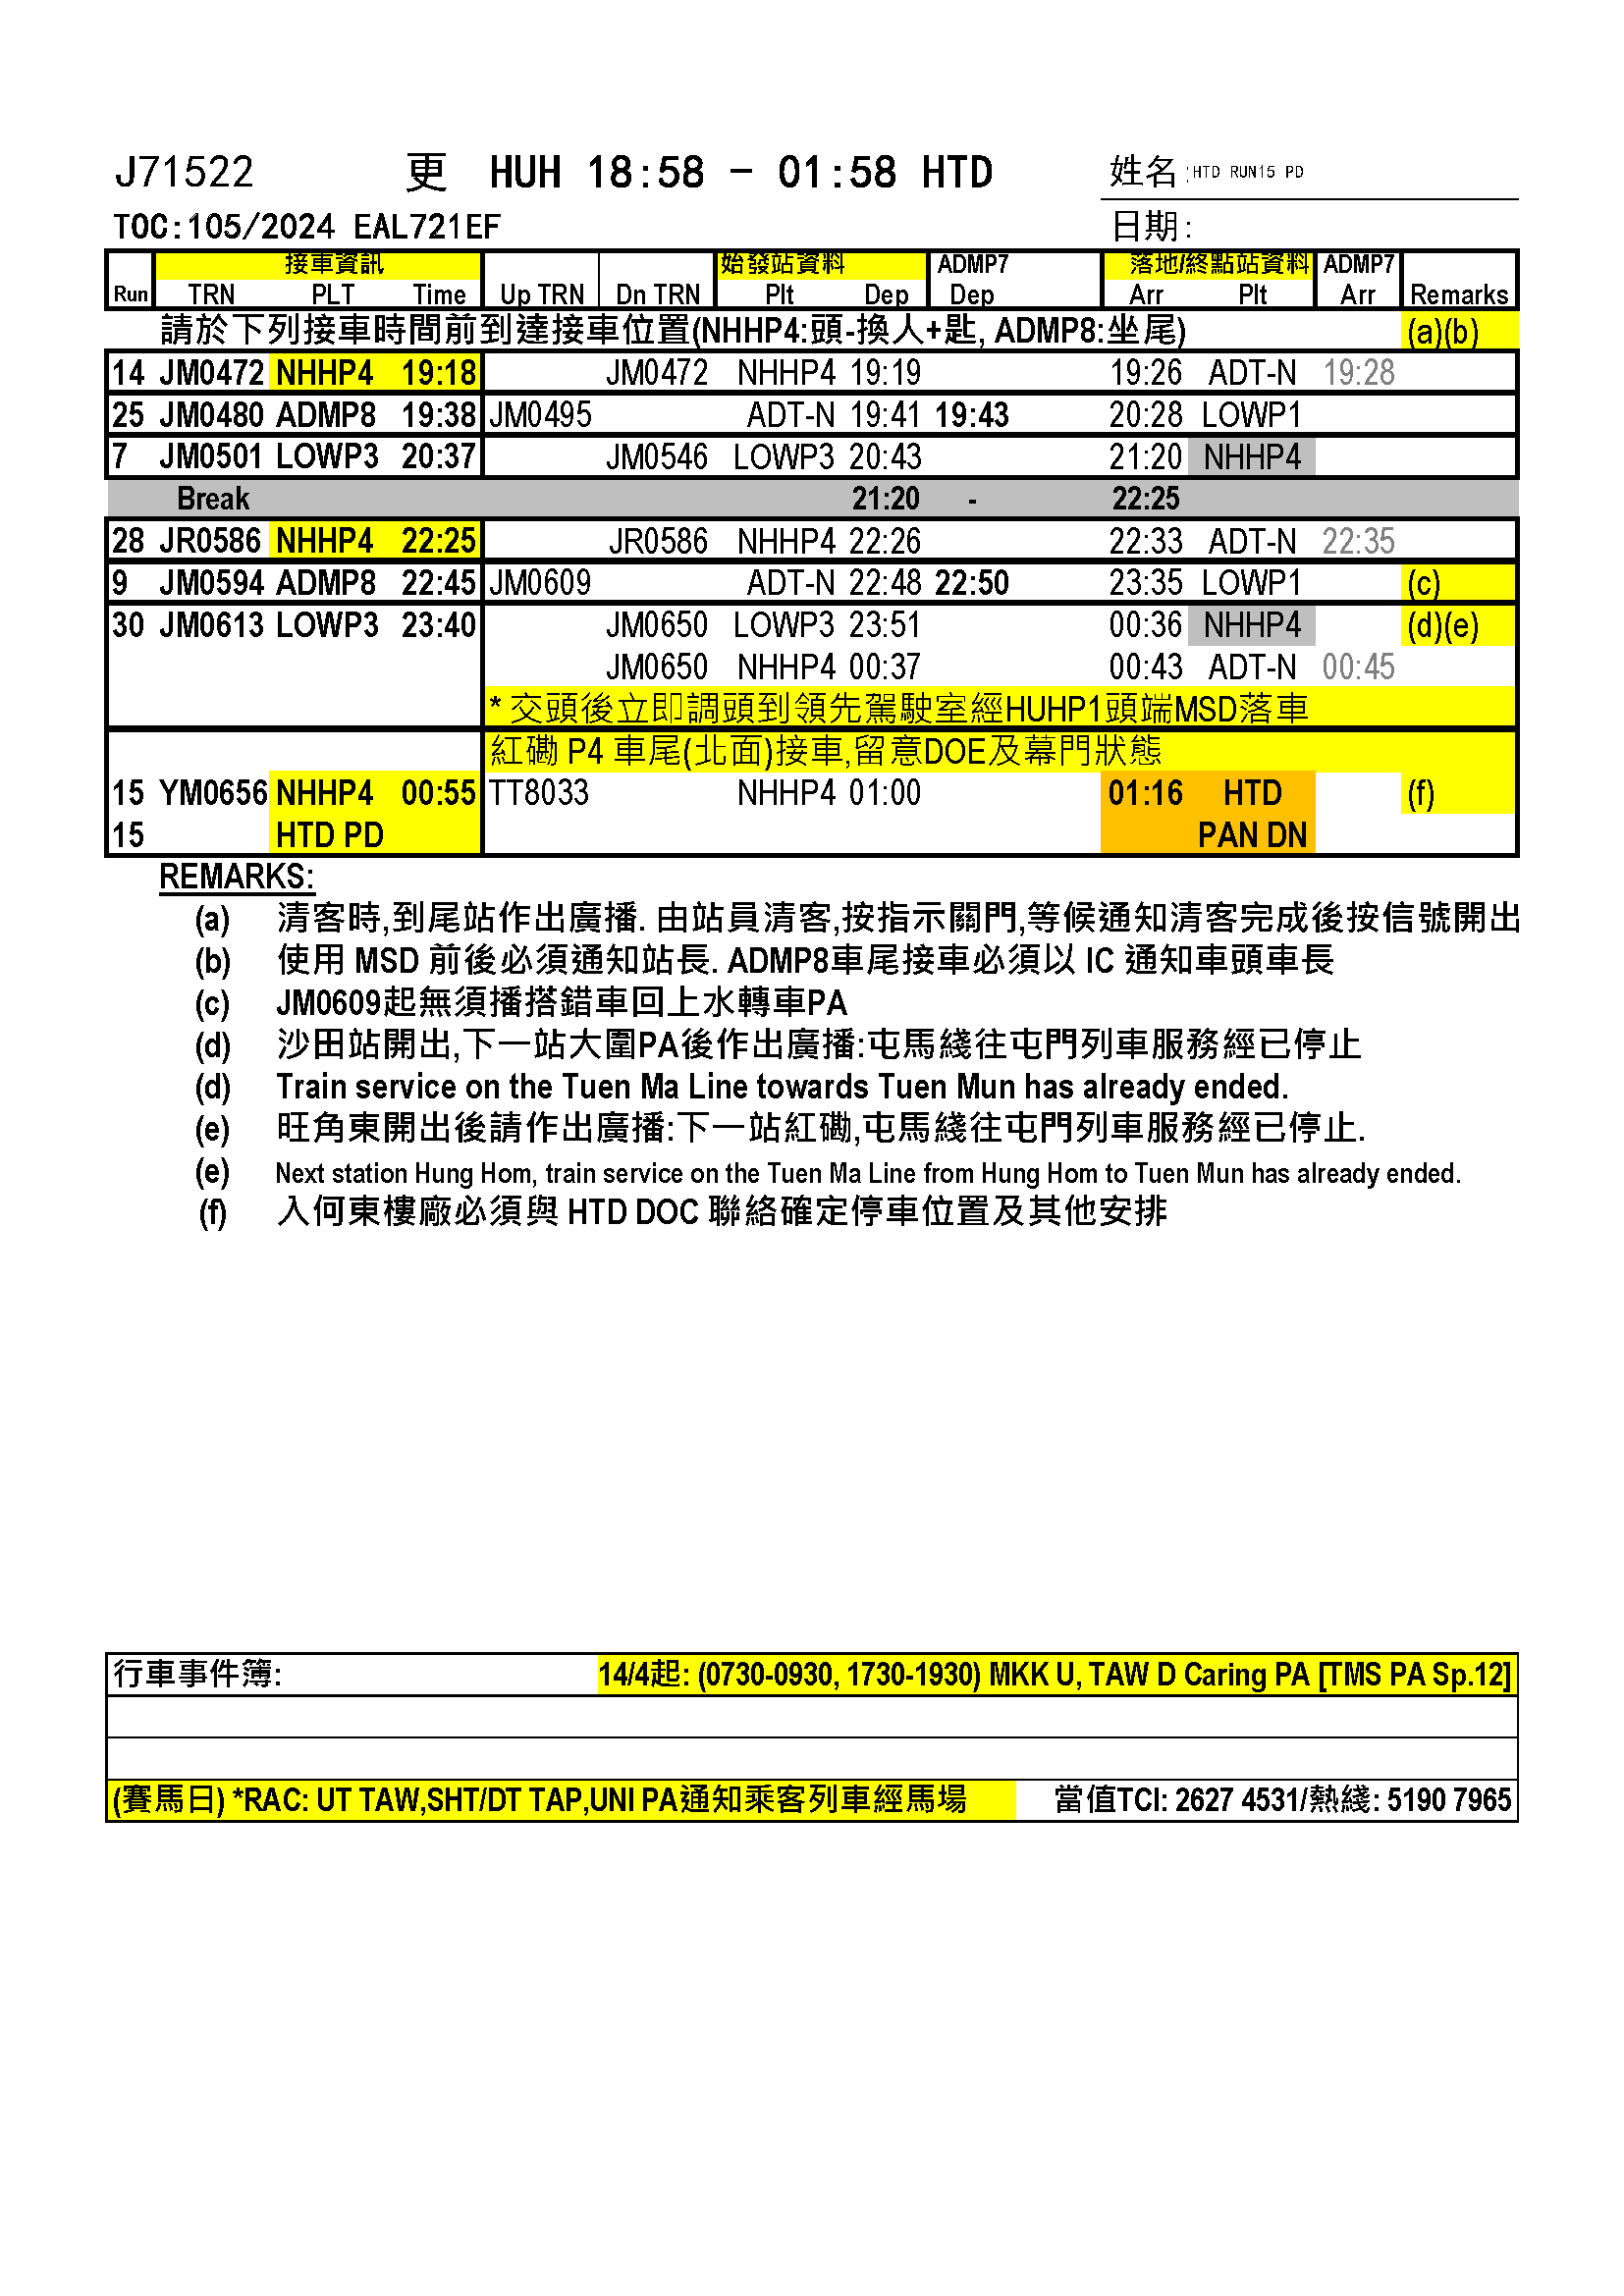 J71522 更 HUH 18:58 - 01:58 HTD 姓名:HTD RUN15 PD
TOC:105/2024 EAL721EF 日期:
接車資訊 始發站資料 ADMP7 落地/終點站資料 ADMP7
Run TRN PLT Time Up TRN Dn TRN Plt Dep Dep Arr Plt Arr Remarks
請於下列接車時間前到達接車位置(NHHP4:頭-換人+匙, ADMP8:坐尾) (a)(b)
14 JM0472 NHHP4 19:18 JM0472 NHHP4 19:19 19:26 ADT-N 19:28
25 JM0480 ADMP8 19:38 JM0495 ADT-N 19:41 19:43 20:28 LOWP1
7 JM0501 LOWP3 20:37 JM0546 LOWP3 20:43 21:20 NHHP4
Break 21:20 - 22:25
28 JR0586 NHHP4 22:25 JR0586 NHHP4 22:26 22:33 ADT-N 22:35
9 JM0594 ADMP8 22:45 JM0609 ADT-N 22:48 22:50 23:35 LOWP1 (c)
30 JM0613 LOWP3 23:40 JM0650 LOWP3 23:51 00:36 NHHP4 (d)(e)
JM0650 NHHP4 00:37 00:43 ADT-N 00:45
* 交頭後立即調頭到領先駕駛室經HUHP1頭端MSD落車
紅磡 P4 車尾(北面)接車,留意DOE及幕門狀態
15 YM0656 NHHP4 00:55 TT8033 NHHP4 01:00 01:16 HTD (f)
15 HTD PD PAN DN
REMARKS:
(a) 清客時,到尾站作出廣播. 由站員清客,按指示關門,等候通知清客完成後按信號開出
(b) 使用 MSD 前後必須通知站長. ADMP8車尾接車必須以 IC 通知車頭車長
(c) JM0609起無須播搭錯車回上水轉車PA
(d) 沙田站開出,下一站大圍PA後作出廣播:屯馬綫往屯門列車服務經已停止
(d) Train service on the Tuen Ma Line towards Tuen Mun has already ended.
(e) 旺角東開出後請作出廣播:下一站紅磡,屯馬綫往屯門列車服務經已停止.
(e) Next station Hung Hom, train service on the Tuen Ma Line from Hung Hom to Tuen Mun has already ended.
(f) 入何東樓廠必須與 HTD DOC 聯絡確定停車位置及其他安排
行車事件簿: 14/4起: (0730-0930, 1730-1930) MKK U, TAW D Caring PA [TMS PA Sp.12]
(賽馬日) *RAC: UT TAW,SHT/DT TAP,UNI PA通知乘客列車經馬場 當值TCI: 2627 4531/熱綫: 5190 7965